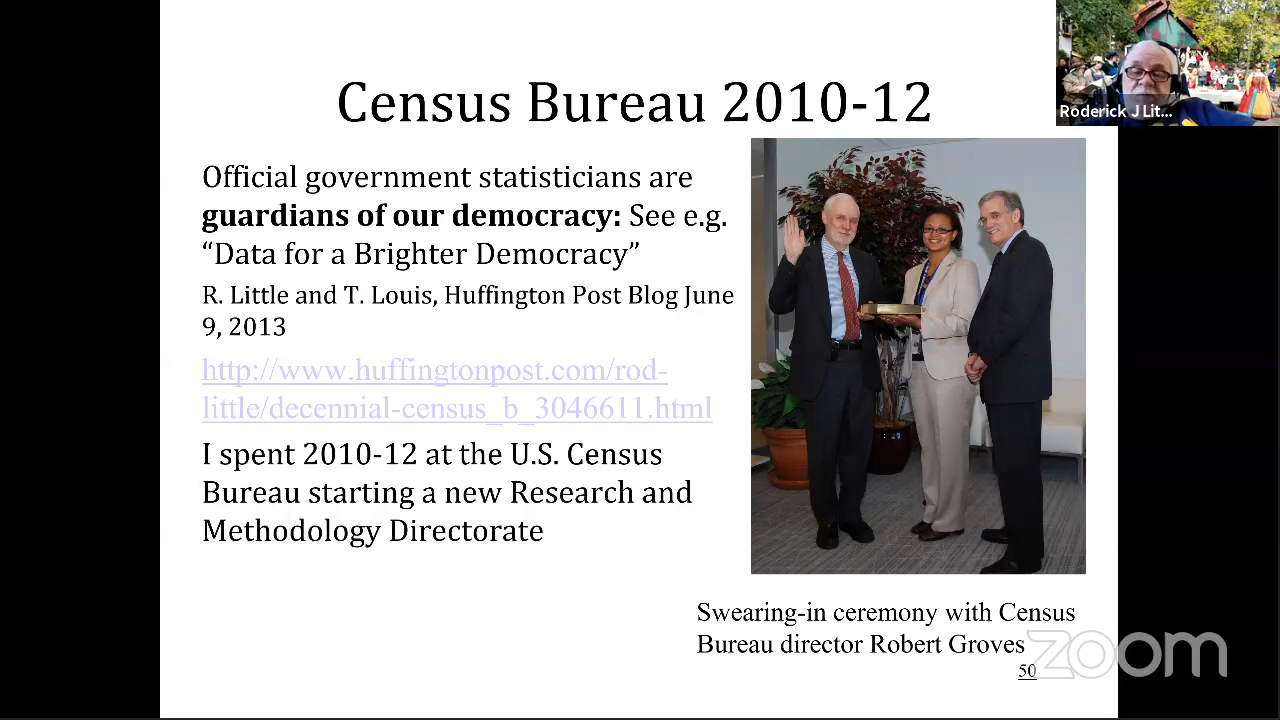 Census Bureau 2010-12
Official government statisticians are
guardians of our democracy: See e.g.
“Data for a Brighter Democracy”
R. Little and T. Louis, Huffington Post Blog June
9, 2013
http://www.huffingtonpost.com/rod-
little/decennial-census_b_3046611.html
I spent 2010-12 at the U.S. Census
Bureau starting a new Research and
Methodology Directorate
Swearing-in ceremony with Census
Bureau director Robert Groves
50
Roderick J Lit...
zoom